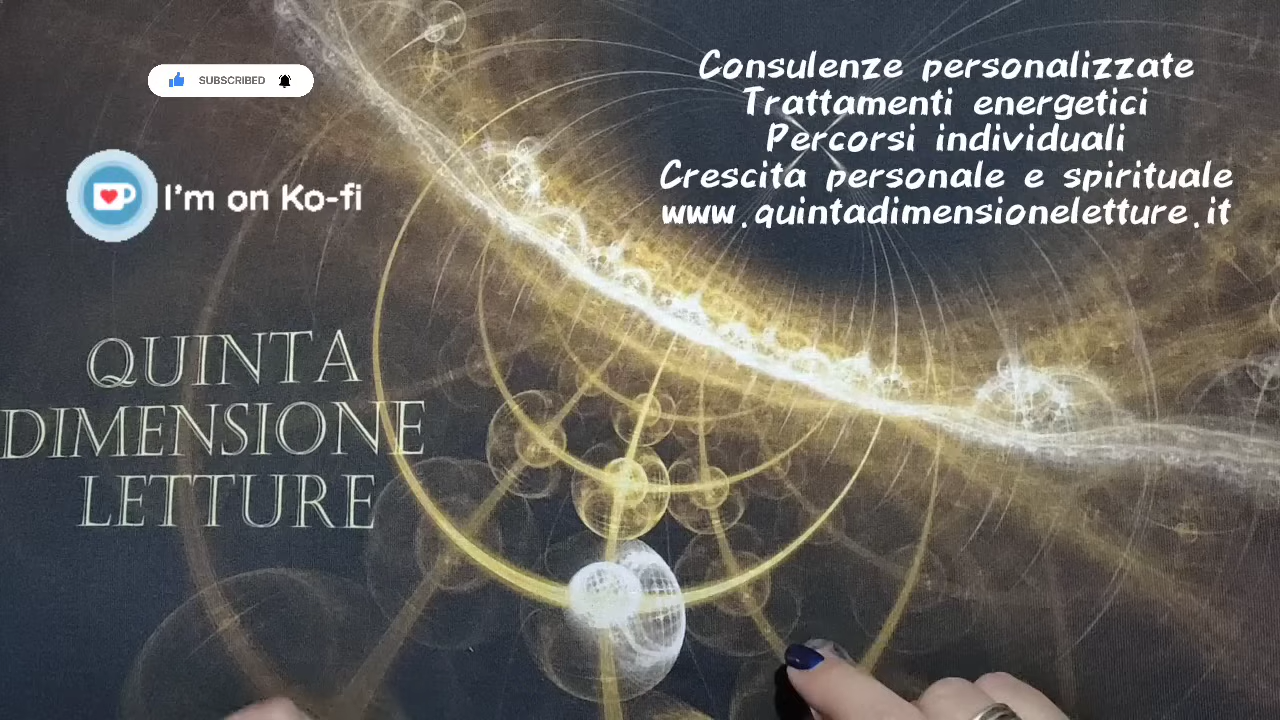 SUBSCRIBED
I'm on Ko-fi
Consulenze personalizzate
Trattamenti energetici
Percorsi individuali
Crescita personale e spirituale
www.quintadimensioneletture.it
QUINTA
DIMENSIONE
LETTURE